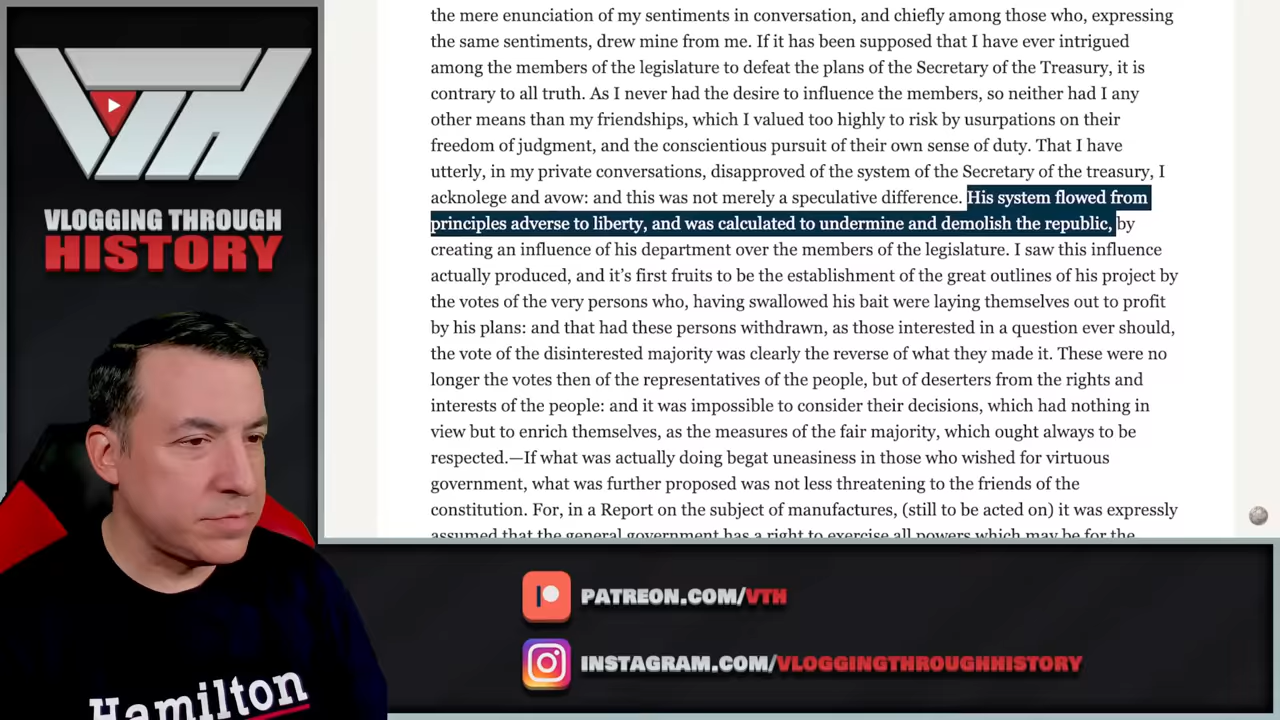 VTH
VLOGGING THROUGH
HISTORY
the mere enunciation of my sentiments in conversation, and chiefly among those who, expressing
the same sentiments, drew mine from me. If it has been supposed that I have ever intrigued
among the members of the legislature to defeat the plans of the Secretary of the Treasury, it is
contrary to all truth. As I never had the desire to influence the members, so neither had I any
other means than my friendships, which I valued too highly to risk by usurpations on their
freedom of judgment, and the conscientious pursuit of their own sense of duty. That I have
utterly, in my private conversations, disapproved of the system of the Secretary of the treasury, I
acknolege and avow: and this was not merely a speculative difference. His system flowed from
principles adverse to liberty, and was calculated to undermine and demolish the republic, by
creating an influence of his department over the members of the legislature. I saw this influence
actually produced, and it's first fruits to be the establishment of the great outlines of his project by
the votes of the very persons who, having swallowed his bait were laying themselves out to profit
by his plans: and that had these persons withdrawn, as those interested in a question ever should,
the vote of the disinterested majority was clearly the reverse of what they made it. These were no
longer the votes then of the representatives of the people, but of deserters from the rights and
interests of the people: and it was impossible to consider their decisions, which had nothing in
view but to enrich themselves, as the measures of the fair majority, which ought always to be
respected.—If what was actually doing begat uneasiness in those who wished for virtuous
government, what was further proposed was not less threatening to the friends of the
constitution. For, in a Report on the subject of manufactures, (still to be acted on) it was expressly
assumed that the general government has a right to exercise all powers which may be for the
Hamilton
PATREON.COM/VTH
INSTAGRAM.COM/VLOGGINGTHROUGHHISTORY